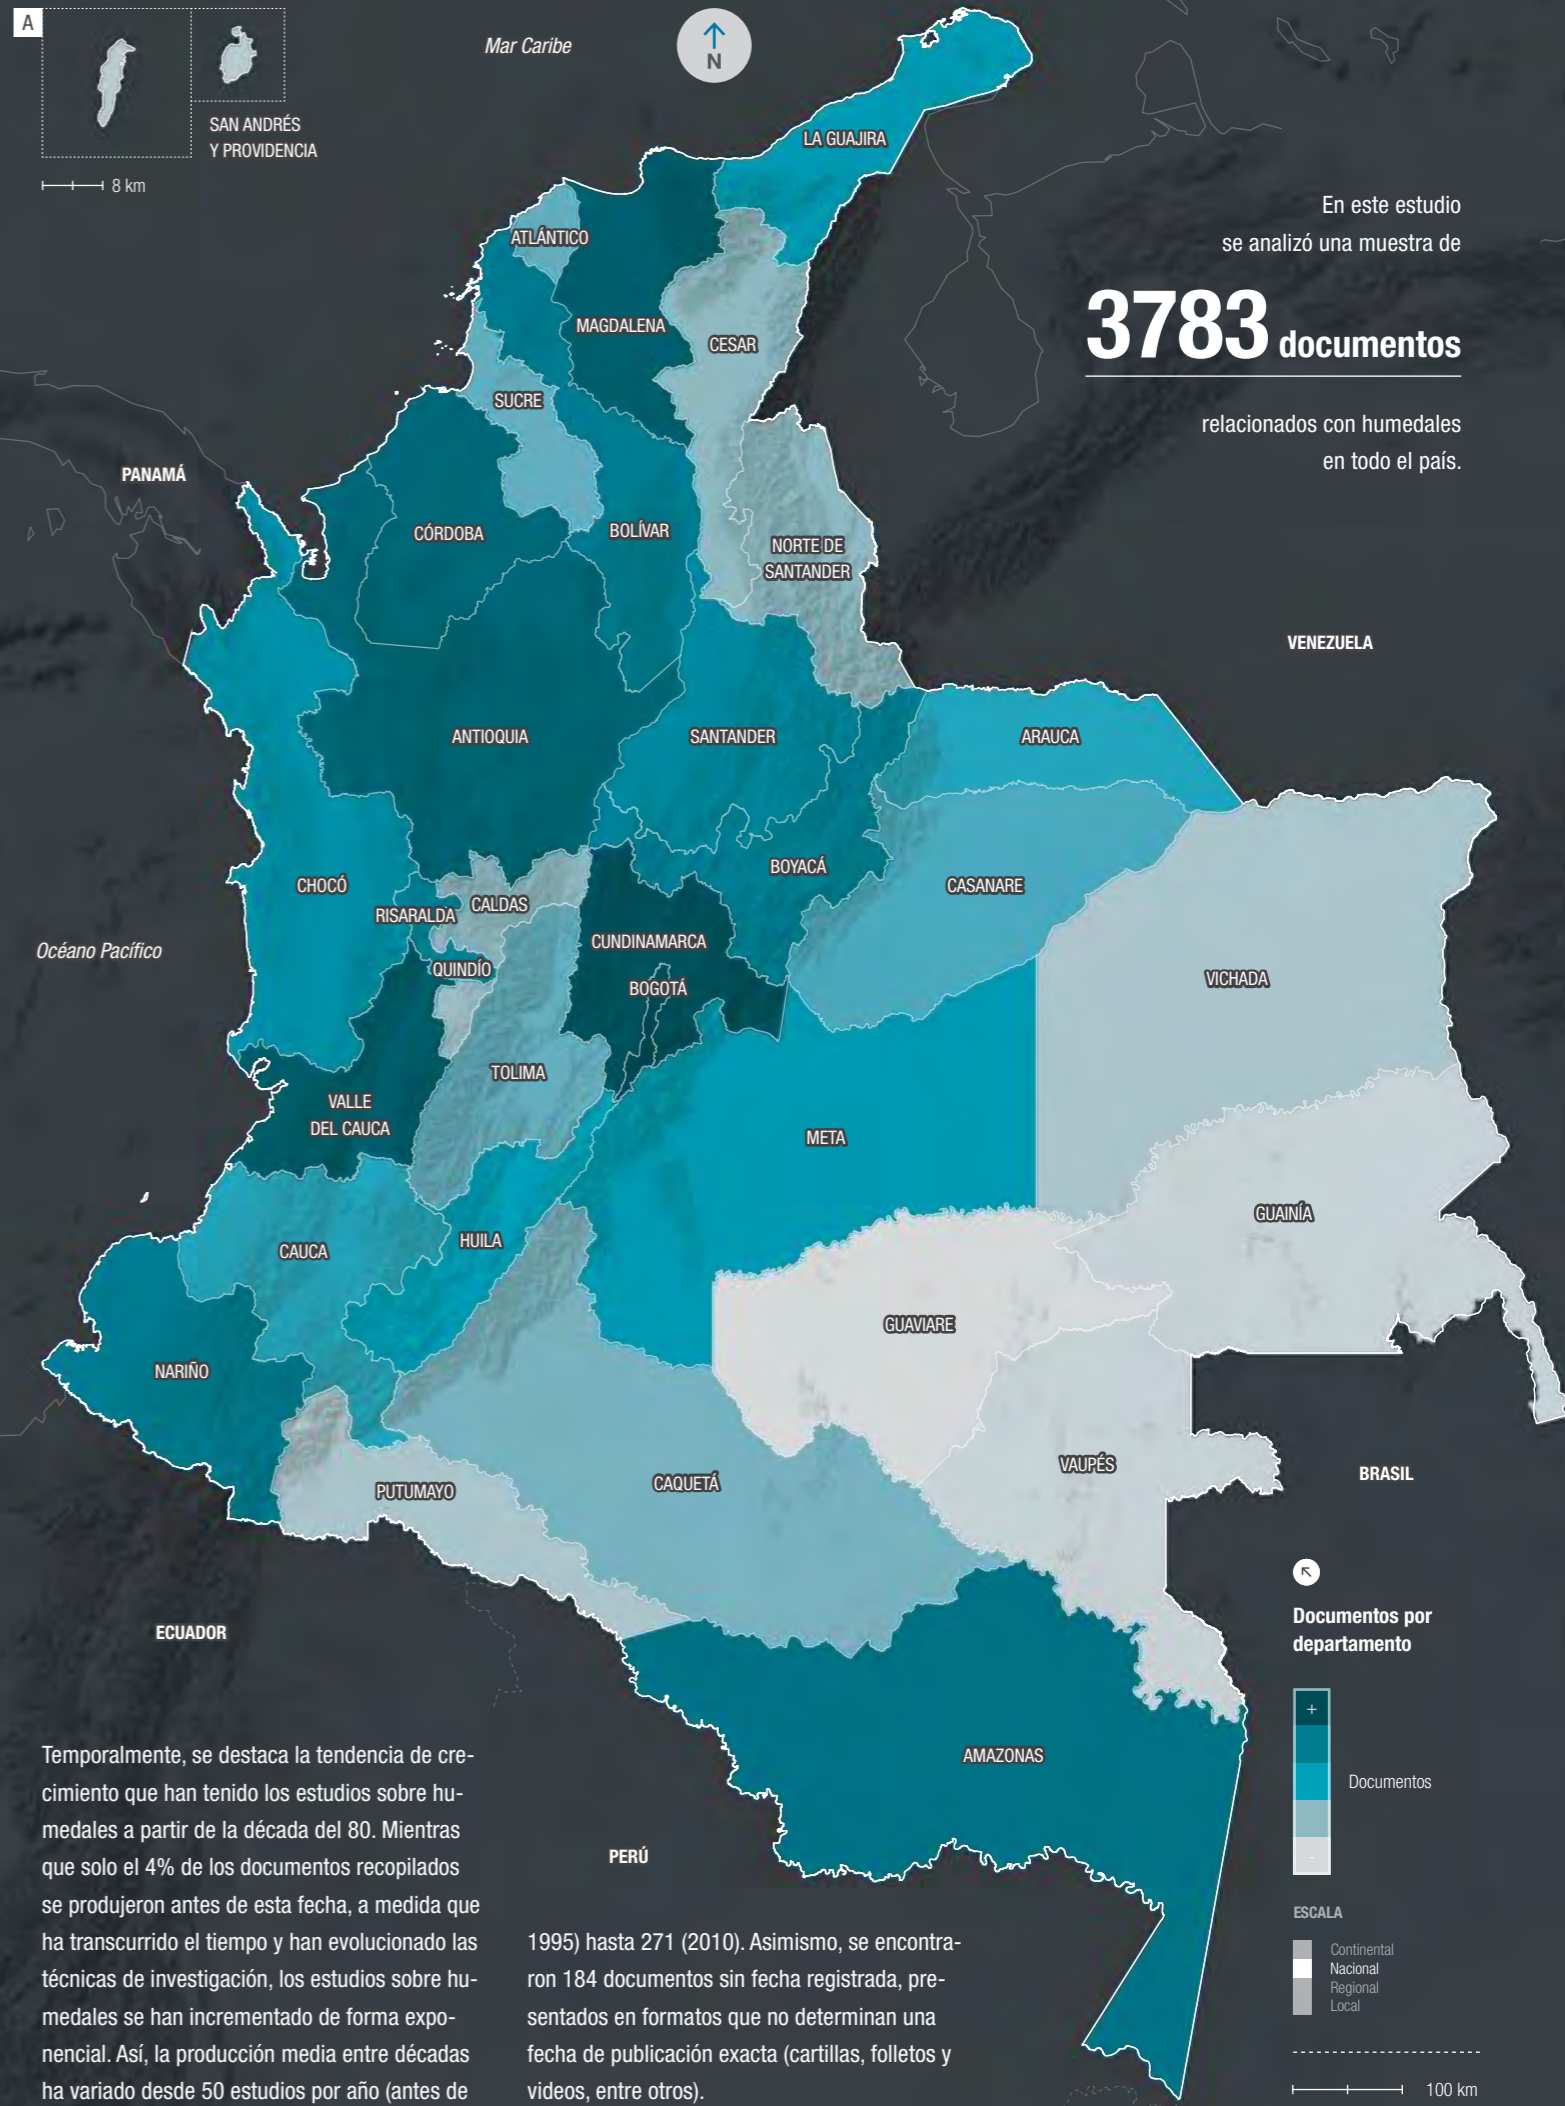 A
Mar Caribe
N
SAN ANDRÉS
Y PROVIDENCIA
8 km
LA GUAJIRA
En este estudio
se analizó una muestra de
3783 documentos
relacionados con humedales
en todo el país.
ATLÁNTICO
MAGDALENA
CESAR
SUCRE
PANAMÁ
CÓRDOBA
BOLÍVAR
NORTE DE
SANTANDER
VENEZUELA
ANTIOQUIA
SANTANDER
ARAUCA
BOYACÁ
CHOCÓ
CASANARE
CALDAS
RISARALDA
CUNDINAMARCA
Océano Pacífico
QUINDÍO
VICHADA
BOGOTÁ
TOLIMA
VALLE
DEL CAUCA
META
GUAINÍA
HUILA
CAUCA
GUAVIARE
NARIÑO
VAUPÉS
BRASIL
CAQUETÁ
PUTUMAYO
ECUADOR
AMAZONAS
PERÚ
Documentos por
departamento
+
Documentos
-
ESCALA
Continental
Nacional
Regional
Local
100 km
Temporalmente, se destaca la tendencia de cre-
cimiento que han tenido los estudios sobre hu-
medales a partir de la década del 80. Mientras
que solo el 4% de los documentos recopilados
se produjeron antes de esta fecha, a medida que
ha transcurrido el tiempo y han evolucionado las
técnicas de investigación, los estudios sobre hu-
medales se han incrementado de forma expo-
nencial. Así, la producción media entre décadas
ha variado desde 50 estudios por año (antes de
1995) hasta 271 (2010). Asimismo, se encontra-
ron 184 documentos sin fecha registrada, pre-
sentados en formatos que no determinan una
fecha de publicación exacta (cartillas, folletos y
videos, entre otros).